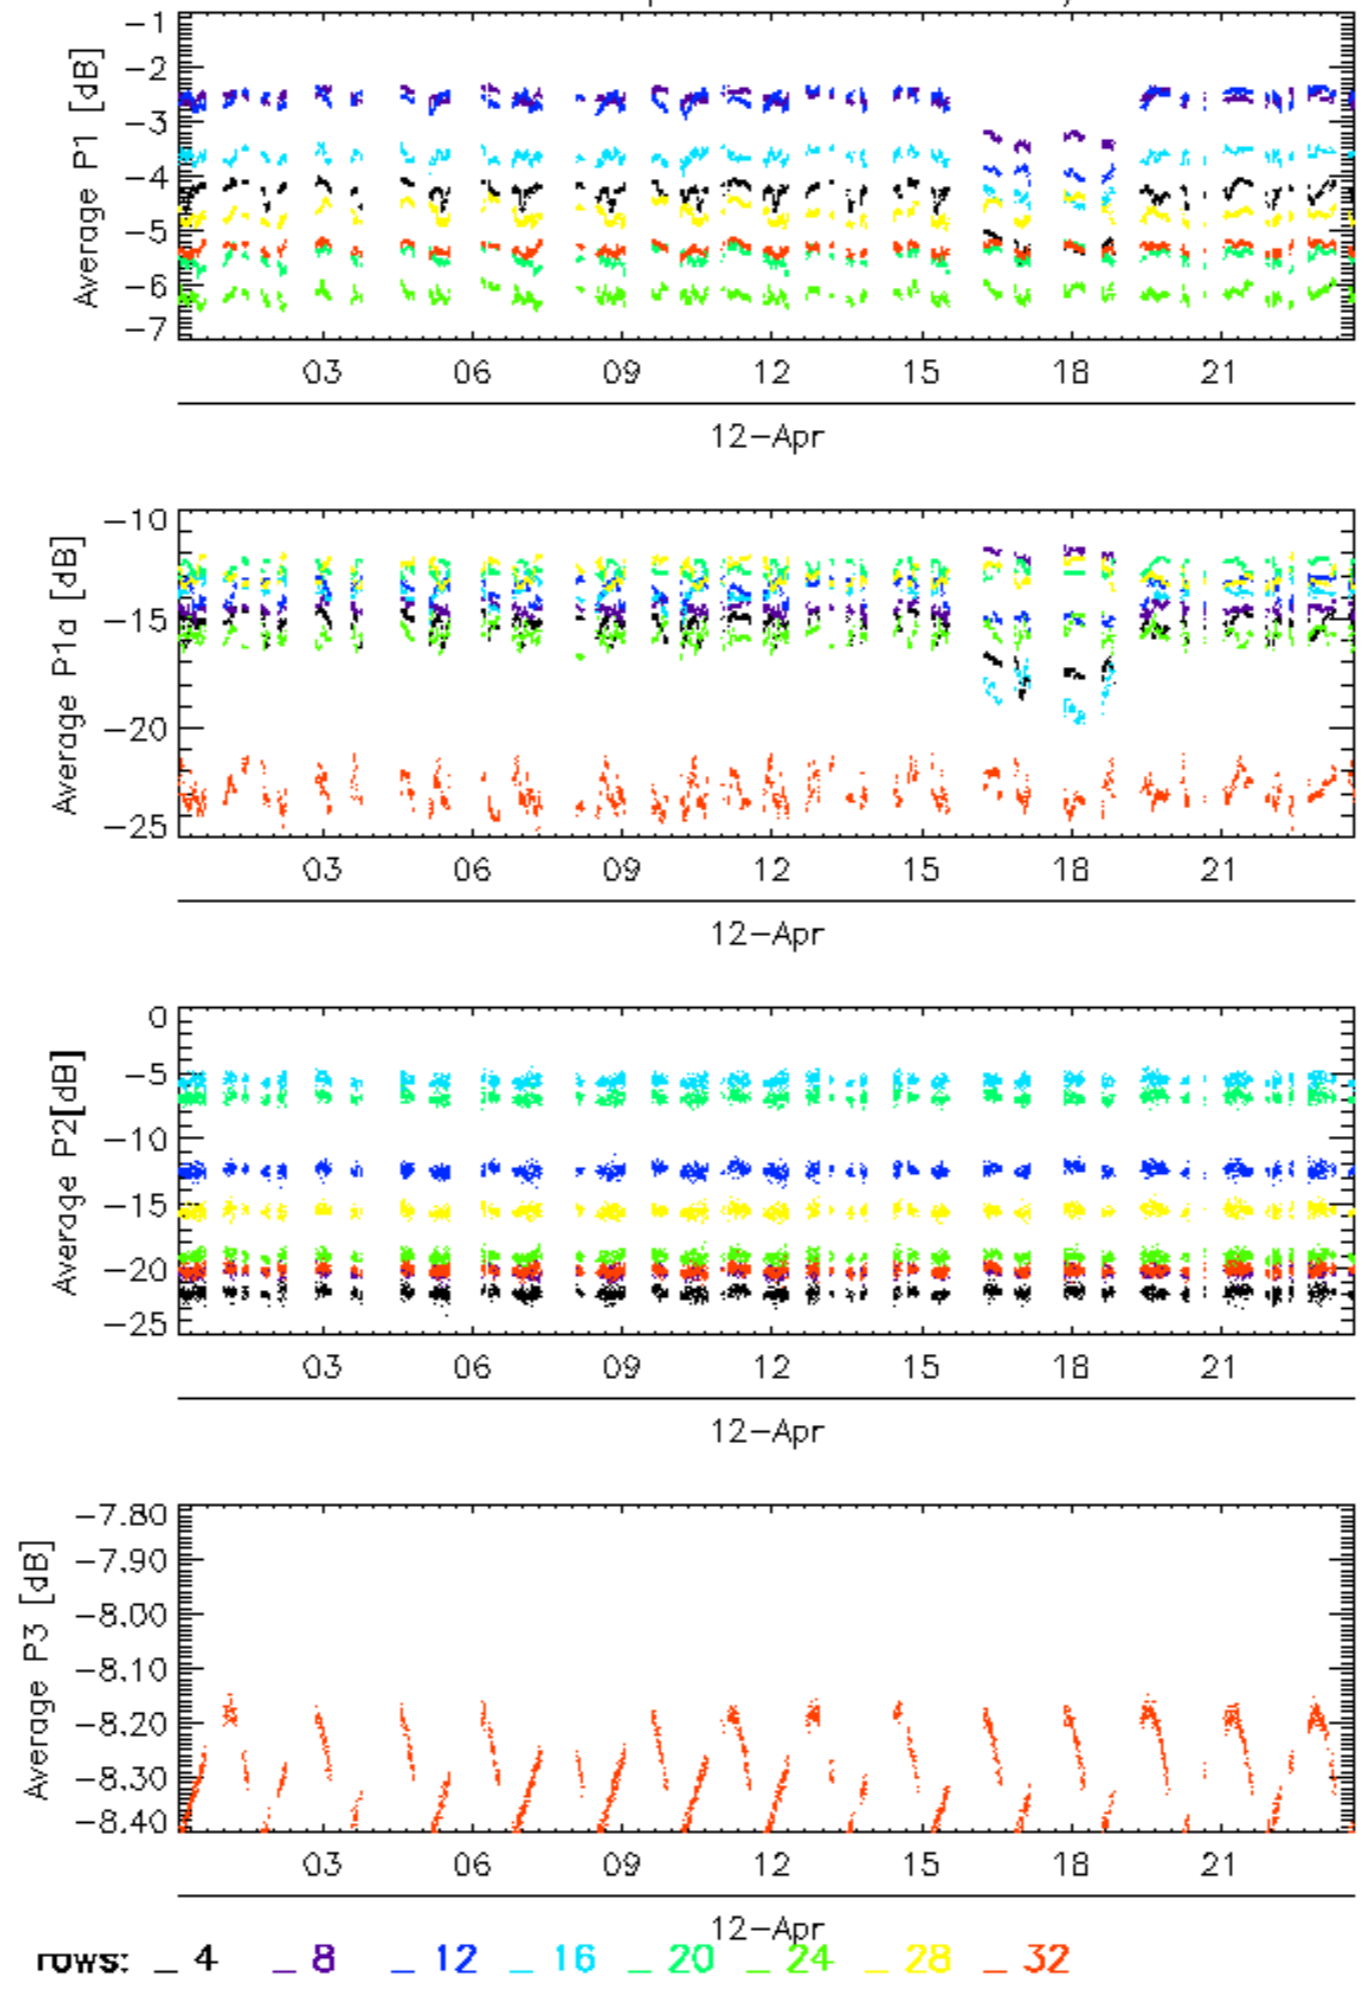 Average P1 [dB]
-1
-2
-3
-4
-5
-6
-7
03 06 09 12 15 18 21
12-Apr
Average P1a [dB]
-10
-15
-20
-25
03 06 09 12 15 18 21
12-Apr
Average P2[dB]
0
-5
-10
-15
-20
-25
03 06 09 12 15 18 21
12-Apr
Average P3 [dB]
-7.80
-7.90
-8.00
-8.10
-8.20
-8.30
-8.40
03 06 09 12 15 18 21
12-Apr
rows: _ 4 _ 8 _ 12 _ 16 _ 20 _ 24 _ 28 _ 32